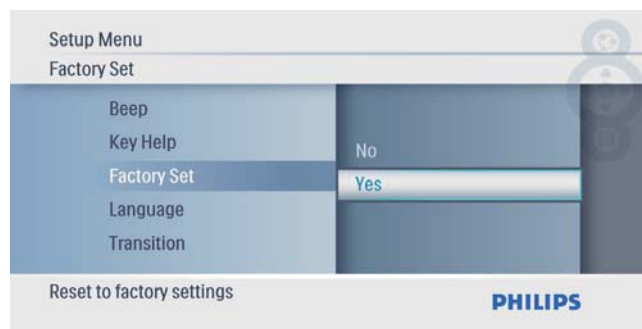 Setup Menu
Factory Set
Beep
Key Help
Factory Set
Language
Transition
No
Yes
Reset to factory settings
PHILIPS